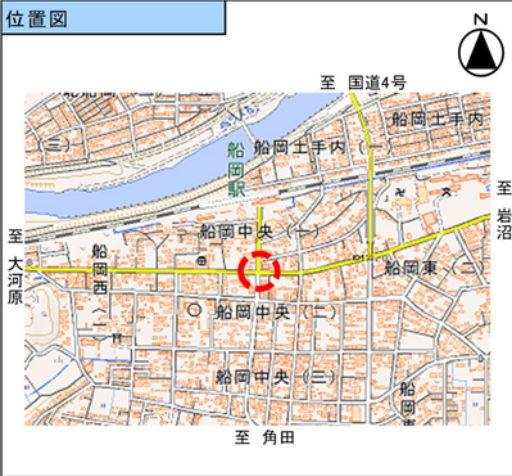 位置図
N
至 国道4号
船岡土手内
(三)
船岡土手内(一)
船岡駅
至 岩沼
船岡中央(一)
至 大河原
船岡西
(一)
船岡東(二)
船岡中央(二)
船岡中央(三)
船岡
至 角田